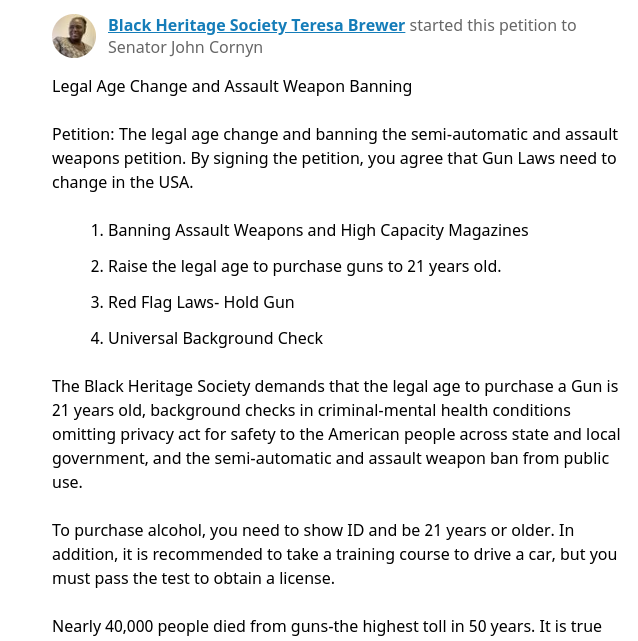 Black Heritage Society Teresa Brewer started this petition to
Senator John Cornyn
Legal Age Change and Assault Weapon Banning
Petition: The legal age change and banning the semi-automatic and assault
weapons petition. By signing the petition, you agree that Gun Laws need to
change in the USA.
1. Banning Assault Weapons and High Capacity Magazines
2. Raise the legal age to purchase guns to 21 years old.
3. Red Flag Laws- Hold Gun
4. Universal Background Check
The Black Heritage Society demands that the legal age to purchase a Gun is
21 years old, background checks in criminal-mental health conditions
omitting privacy act for safety to the American people across state and local
government, and the semi-automatic and assault weapon ban from public
use.
To purchase alcohol, you need to show ID and be 21 years or older. In
addition, it is recommended to take a training course to drive a car, but you
must pass the test to obtain a license.
Nearly 40,000 people died from guns-the highest toll in 50 years. It is true